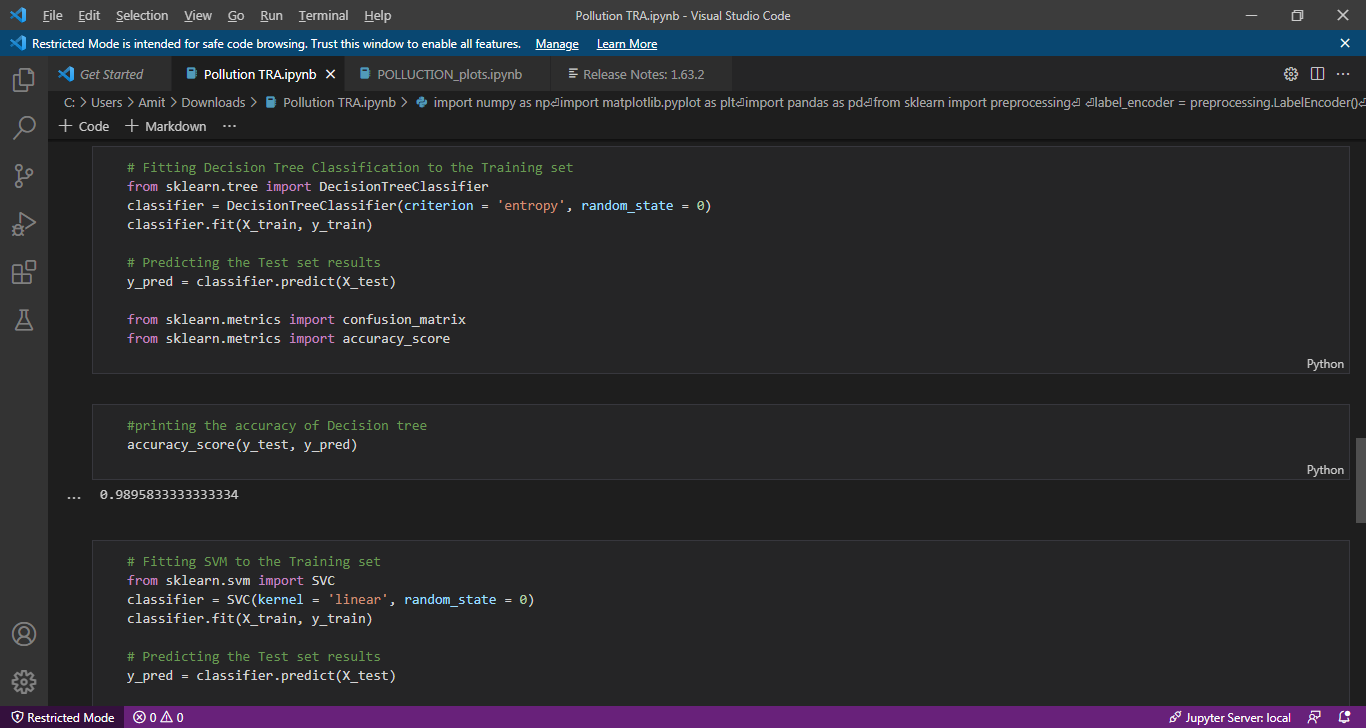 File Edit Selection View Go Run Terminal Help Pollution TRA.ipynb - Visual Studio Code
Restricted Mode is intended for safe code browsing. Trust this window to enable all features. Manage Learn More
Get Started Pollution TRA.ipynb POLLUCTION_plots.ipynb Release Notes: 1.63.2
C: > Users > Amit > Downloads > Pollution TRA.ipynb > import numpy as np⏎import matplotlib.pyplot as plt⏎import pandas as pd⏎from sklearn import preprocessing⏎ ⏎label_encoder = preprocessing.LabelEncoder()⏎
+ Code + Markdown ...
# Fitting Decision Tree Classification to the Training set
from sklearn.tree import DecisionTreeClassifier
classifier = DecisionTreeClassifier(criterion = 'entropy', random_state = 0)
classifier.fit(X_train, y_train)
# Predicting the Test set results
y_pred = classifier.predict(X_test)
from sklearn.metrics import confusion_matrix
from sklearn.metrics import accuracy_score
Python
#printing the accuracy of Decision tree
accuracy_score(y_test, y_pred)
Python
... 0.9895833333333334
# Fitting SVM to the Training set
from sklearn.svm import SVC
classifier = SVC(kernel = 'linear', random_state = 0)
classifier.fit(X_train, y_train)
# Predicting the Test set results
y_pred = classifier.predict(X_test)
Restricted Mode 0 0 Jupyter Server: local